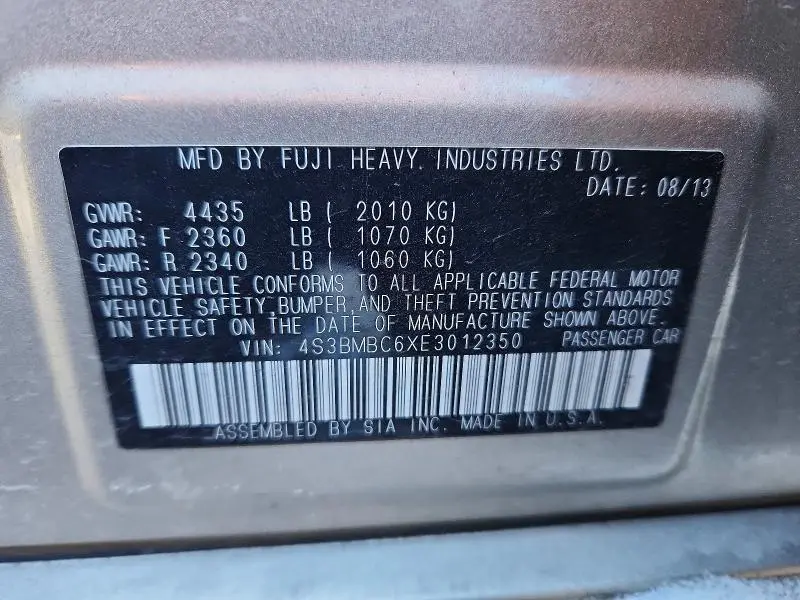 MFD BY FUJI HEAVY. INDUSTRIES LTD.
DATE: 08/13
GVWR: 4435 LB ( 2010 KG)
GAWR: F 2360 LB ( 1070 KG)
GAWR: R 2340 LB ( 1060 KG)
THIS VEHICLE CONFORMS TO ALL APPLICABLE FEDERAL MOTOR
VEHICLE SAFETY, BUMPER, AND THEFT PREVENTION STANDARDS
IN EFFECT ON THE DATE OF MANUFACTURE SHOWN ABOVE.
VIN: 4S3BMBC6XE3012350 PASSENGER CAR
ASSEMBLED BY SIA INC. MADE IN U.S.A.